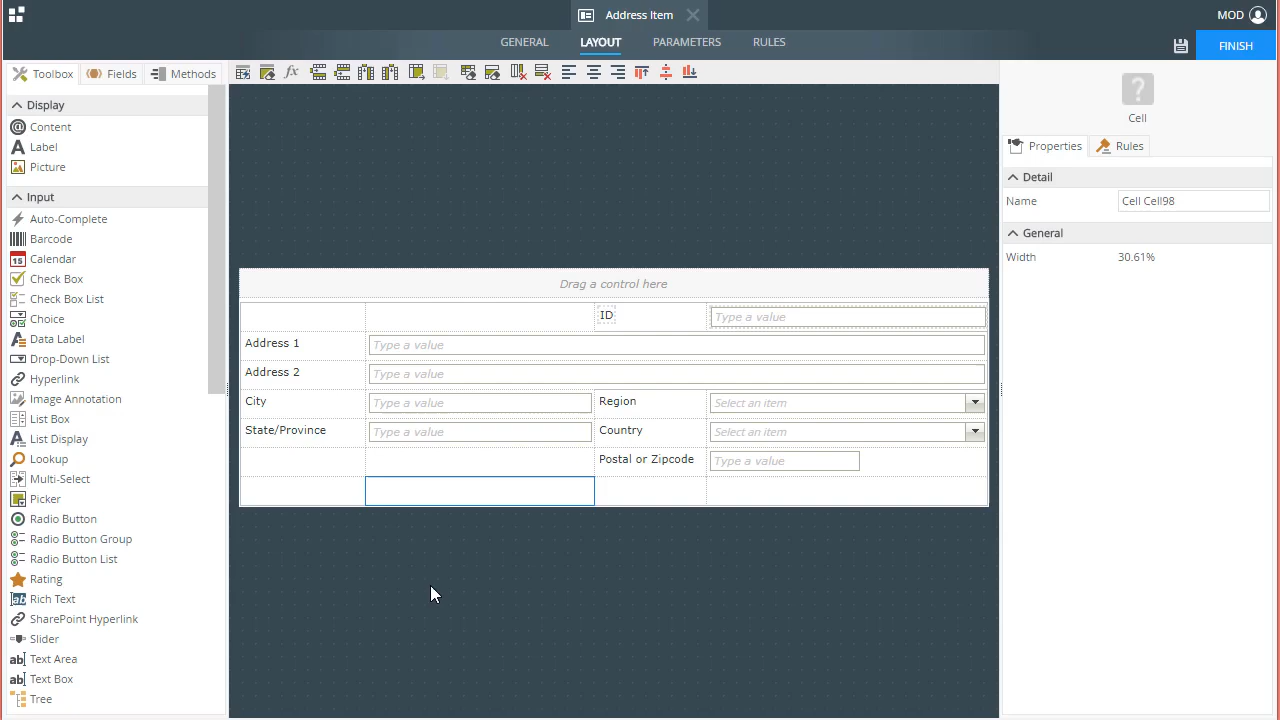 Address Item
MOD
GENERAL LAYOUT PARAMETERS RULES
FINISH
Toolbox Fields Methods
fx
Display
Content
Label
Picture
Input
Auto-Complete
Barcode
Calendar
Check Box
Check Box List
Choice
Data Label
Drop-Down List
Hyperlink
Image Annotation
List Box
List Display
Lookup
Multi-Select
Picker
Radio Button
Radio Button Group
Radio Button List
Rating
Rich Text
SharePoint Hyperlink
Slider
Text Area
Text Box
Tree
Drag a control here
ID Type a value
Address 1 Type a value
Address 2 Type a value
City Type a value Region Select an item
State/Province Type a value Country Select an item
Postal or Zipcode Type a value
Cell
Properties Rules
Detail
Name Cell Cell98
General
Width 30.61%